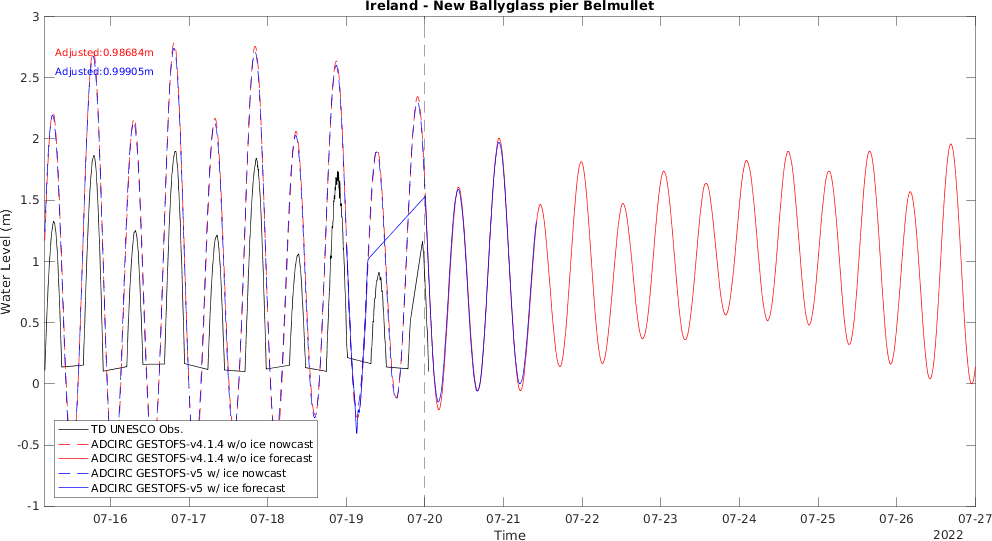 Ireland - New Ballyglass pier Belmullet
3
2.5
2
1.5
1
0.5
0
-0.5
-1
Water Level (m)
Adjusted:0.98684m
Adjusted:0.99905m
TD UNESCO Obs.
ADCIRC GESTOFS-v4.1.4 w/o ice nowcast
ADCIRC GESTOFS-v4.1.4 w/o ice forecast
ADCIRC GESTOFS-v5 w/ ice nowcast
ADCIRC GESTOFS-v5 w/ ice forecast
07-16 07-17 07-18 07-19 07-20 07-21 07-22 07-23 07-24 07-25 07-26 07-27
Time
2022